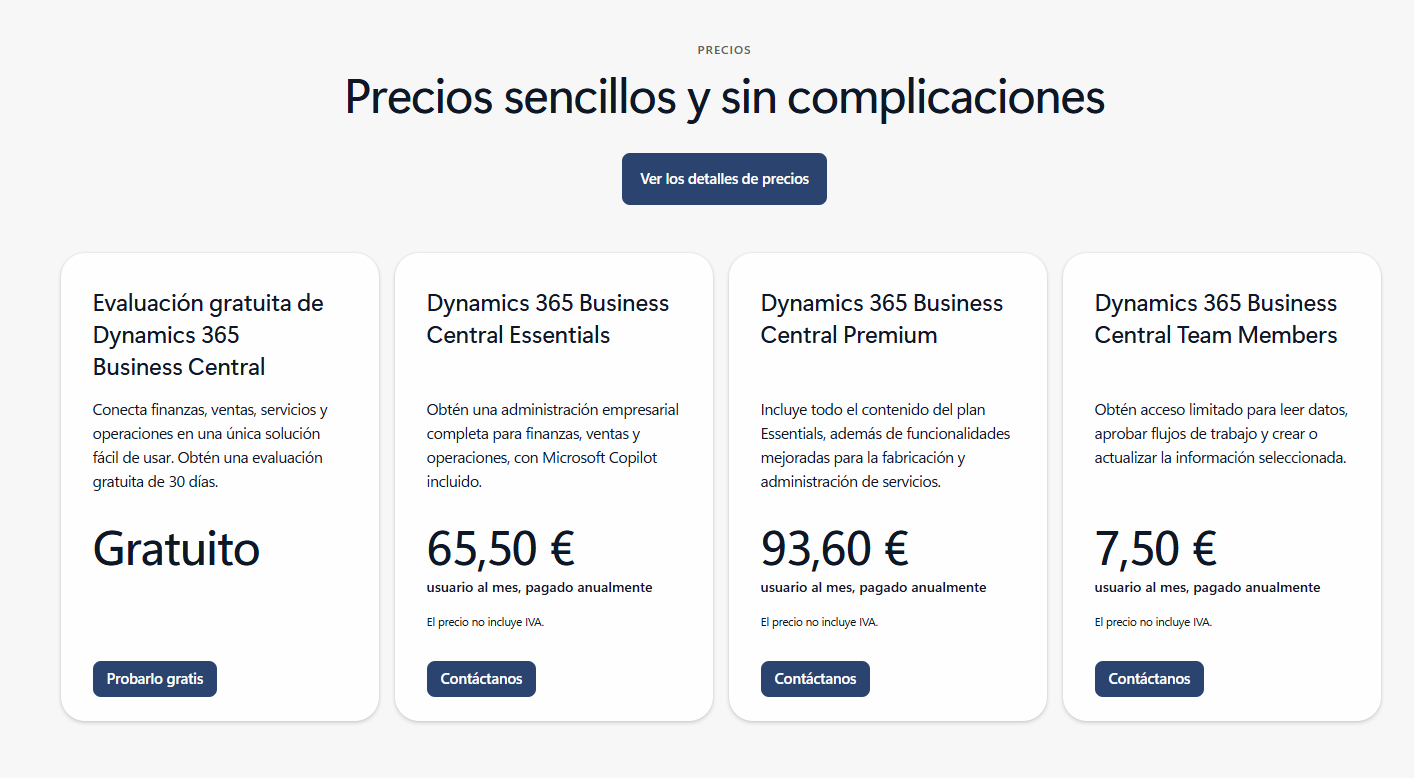 PRECIOS
Precios sencillos y sin complicaciones
Ver los detalles de precios
Evaluación gratuita de
Dynamics 365
Business Central
Conecta finanzas, ventas, servicios y
operaciones en una única solución
fácil de usar. Obtén una evaluación
gratuita de 30 días.
Gratuito
Probarlo gratis
Dynamics 365 Business
Central Essentials
Obtén una administración empresarial
completa para finanzas, ventas y
operaciones, con Microsoft Copilot
incluido.
65,50 €
usuario al mes, pagado anualmente
El precio no incluye IVA.
Contáctanos
Dynamics 365 Business
Central Premium
Incluye todo el contenido del plan
Essentials, además de funcionalidades
mejoradas para la fabricación y
administración de servicios.
93,60 €
usuario al mes, pagado anualmente
El precio no incluye IVA.
Contáctanos
Dynamics 365 Business
Central Team Members
Obtén acceso limitado para leer datos,
aprobar flujos de trabajo y crear o
actualizar la información seleccionada.
7,50 €
usuario al mes, pagado anualmente
El precio no incluye IVA.
Contáctanos